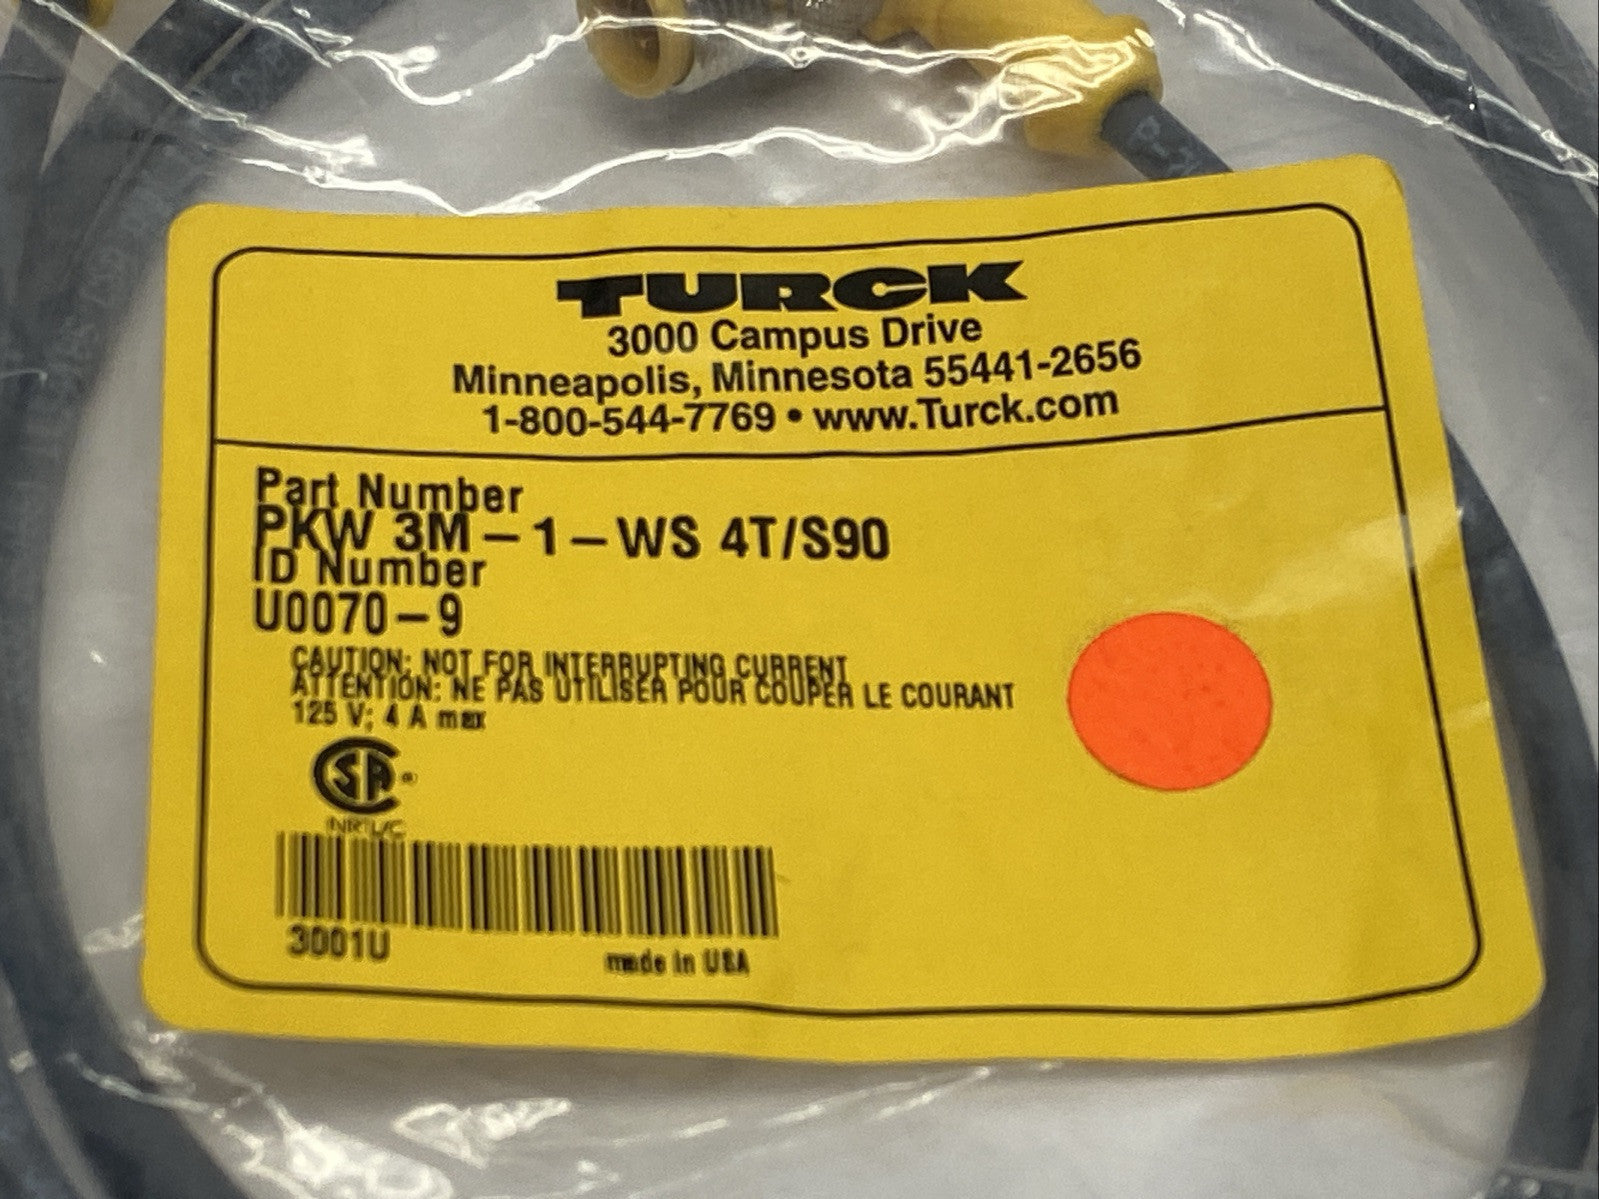 TURCK
3000 Campus Drive
Minneapolis, Minnesota 55441-2656
1-800-544-7769 • www.Turck.com
Part Number
PKW 3M-1-WS 4T/S90
ID Number
U0070-9
CAUTION: NOT FOR INTERRUPTING CURRENT
ATTENTION: NE PAS UTILISER POUR COUPER LE COURANT
125 V; 4 A max
CSA ®
NRTL/C
3001U
made in USA